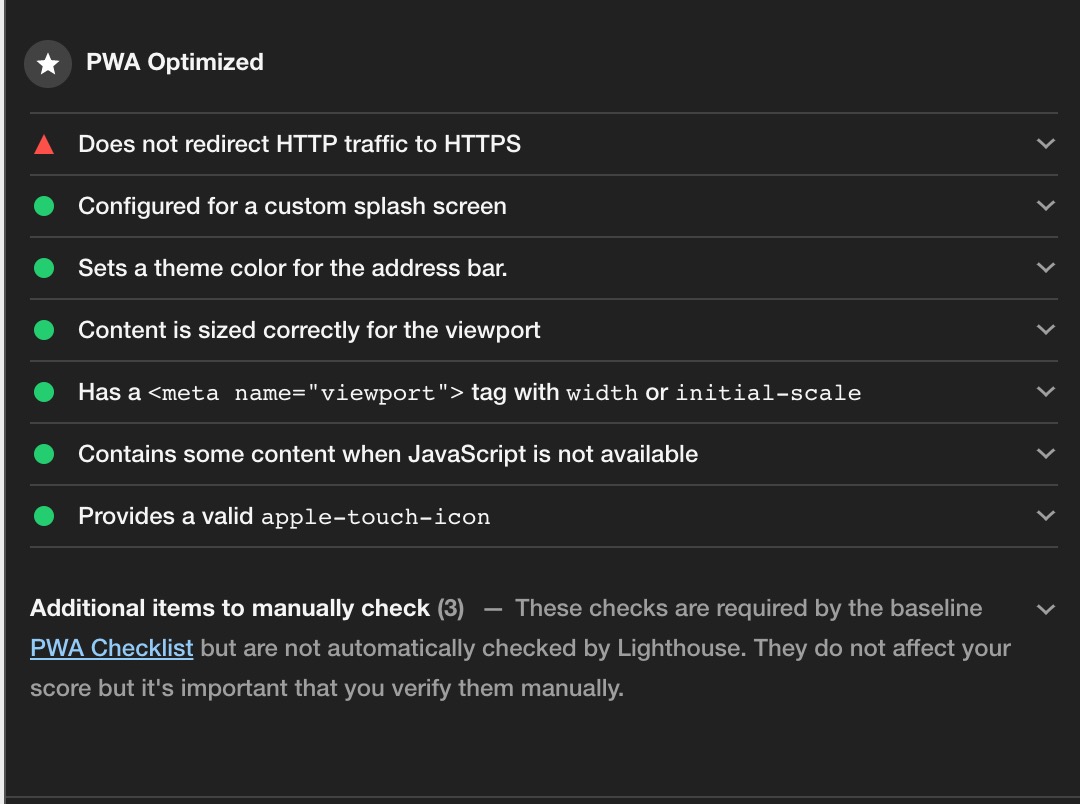 PWA Optimized
Does not redirect HTTP traffic to HTTPS
Configured for a custom splash screen
Sets a theme color for the address bar.
Content is sized correctly for the viewport
Has a <meta name="viewport"> tag with width or initial-scale
Contains some content when JavaScript is not available
Provides a valid apple-touch-icon
Additional items to manually check (3) — These checks are required by the baseline
PWA Checklist but are not automatically checked by Lighthouse. They do not affect your
score but it's important that you verify them manually.